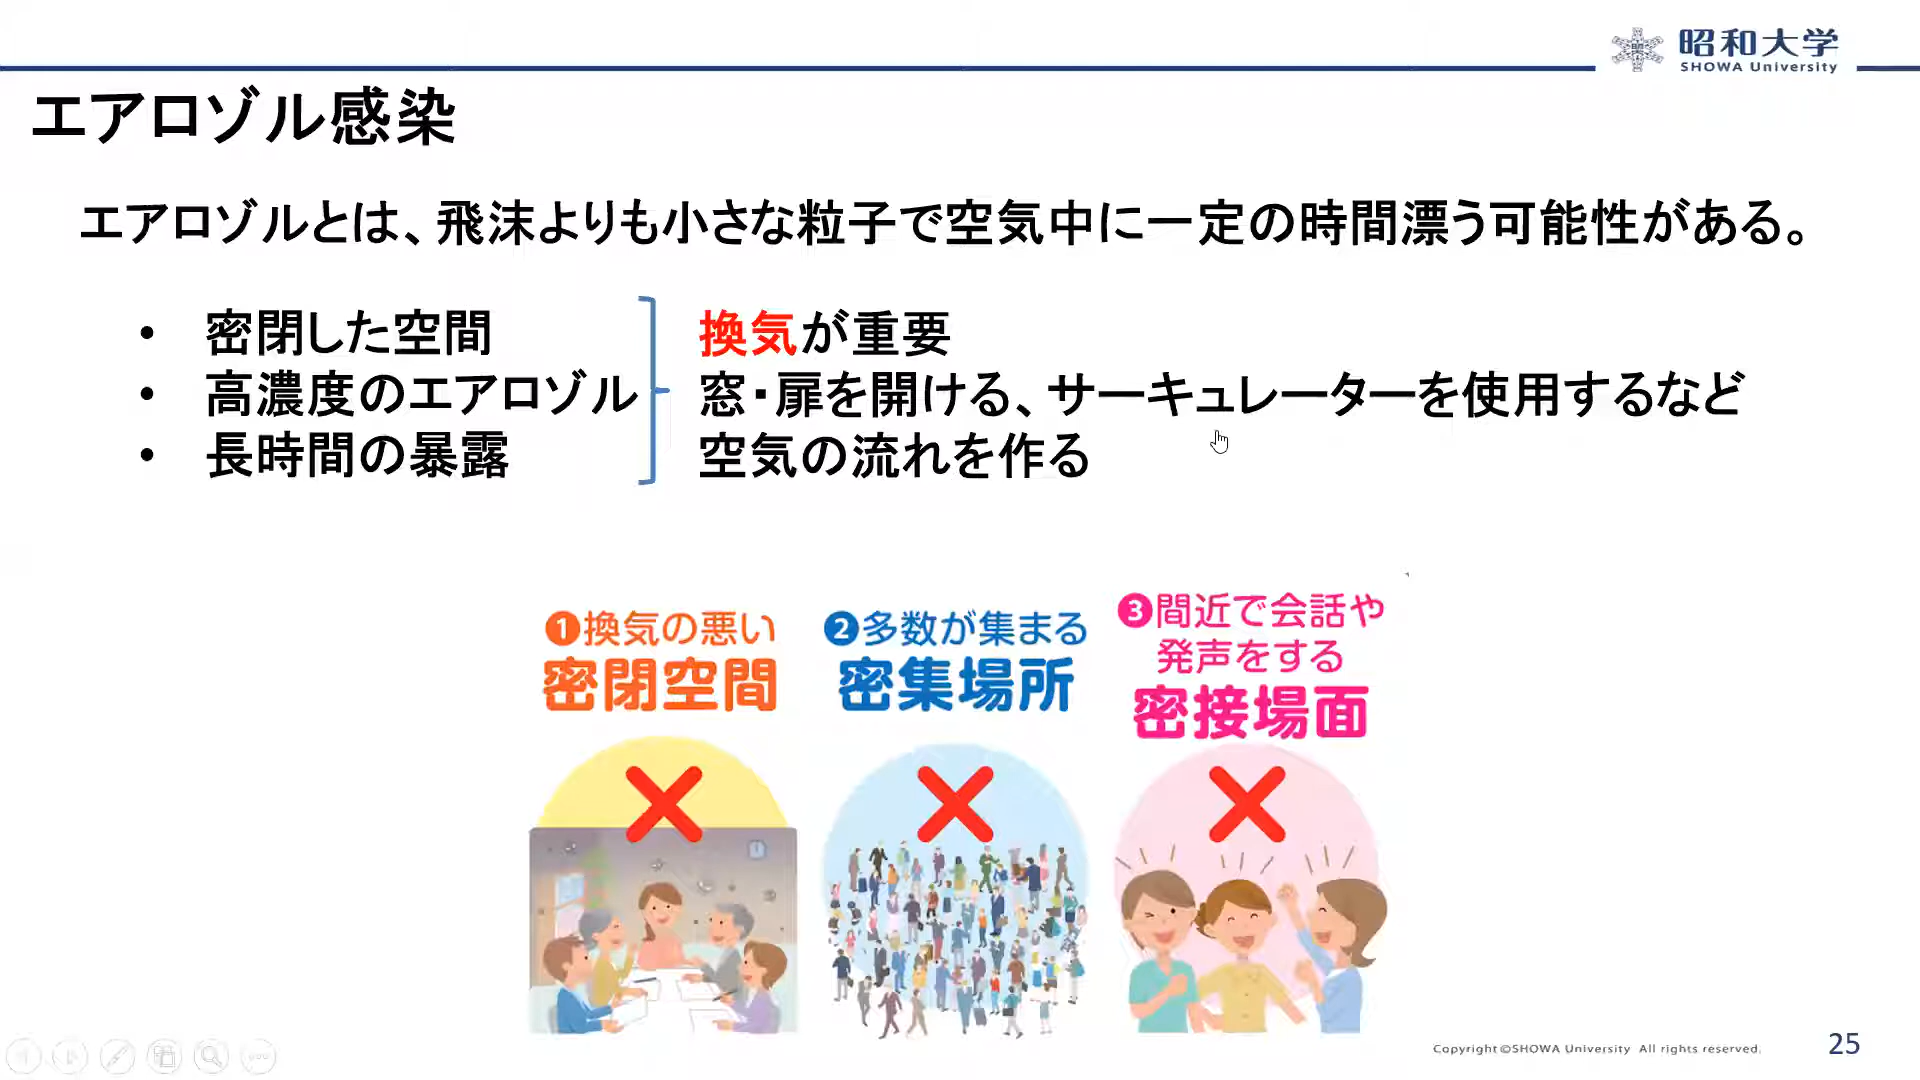 昭和大学
SHOWA University
エアロゾル感染
エアロゾルとは、飛沫よりも小さな粒子で空気中に一定の時間漂う可能性がある。
• 密閉した空間
• 高濃度のエアロゾル
• 長時間の暴露
換気が重要
窓・扉を開ける、サーキュレーターを使用するなど
空気の流れを作る
❶換気の悪い
密閉空間
❷多数が集まる
密集場所
❸間近で会話や
発声をする
密接場面
Copyright©SHOWA University All rights reserved.
25